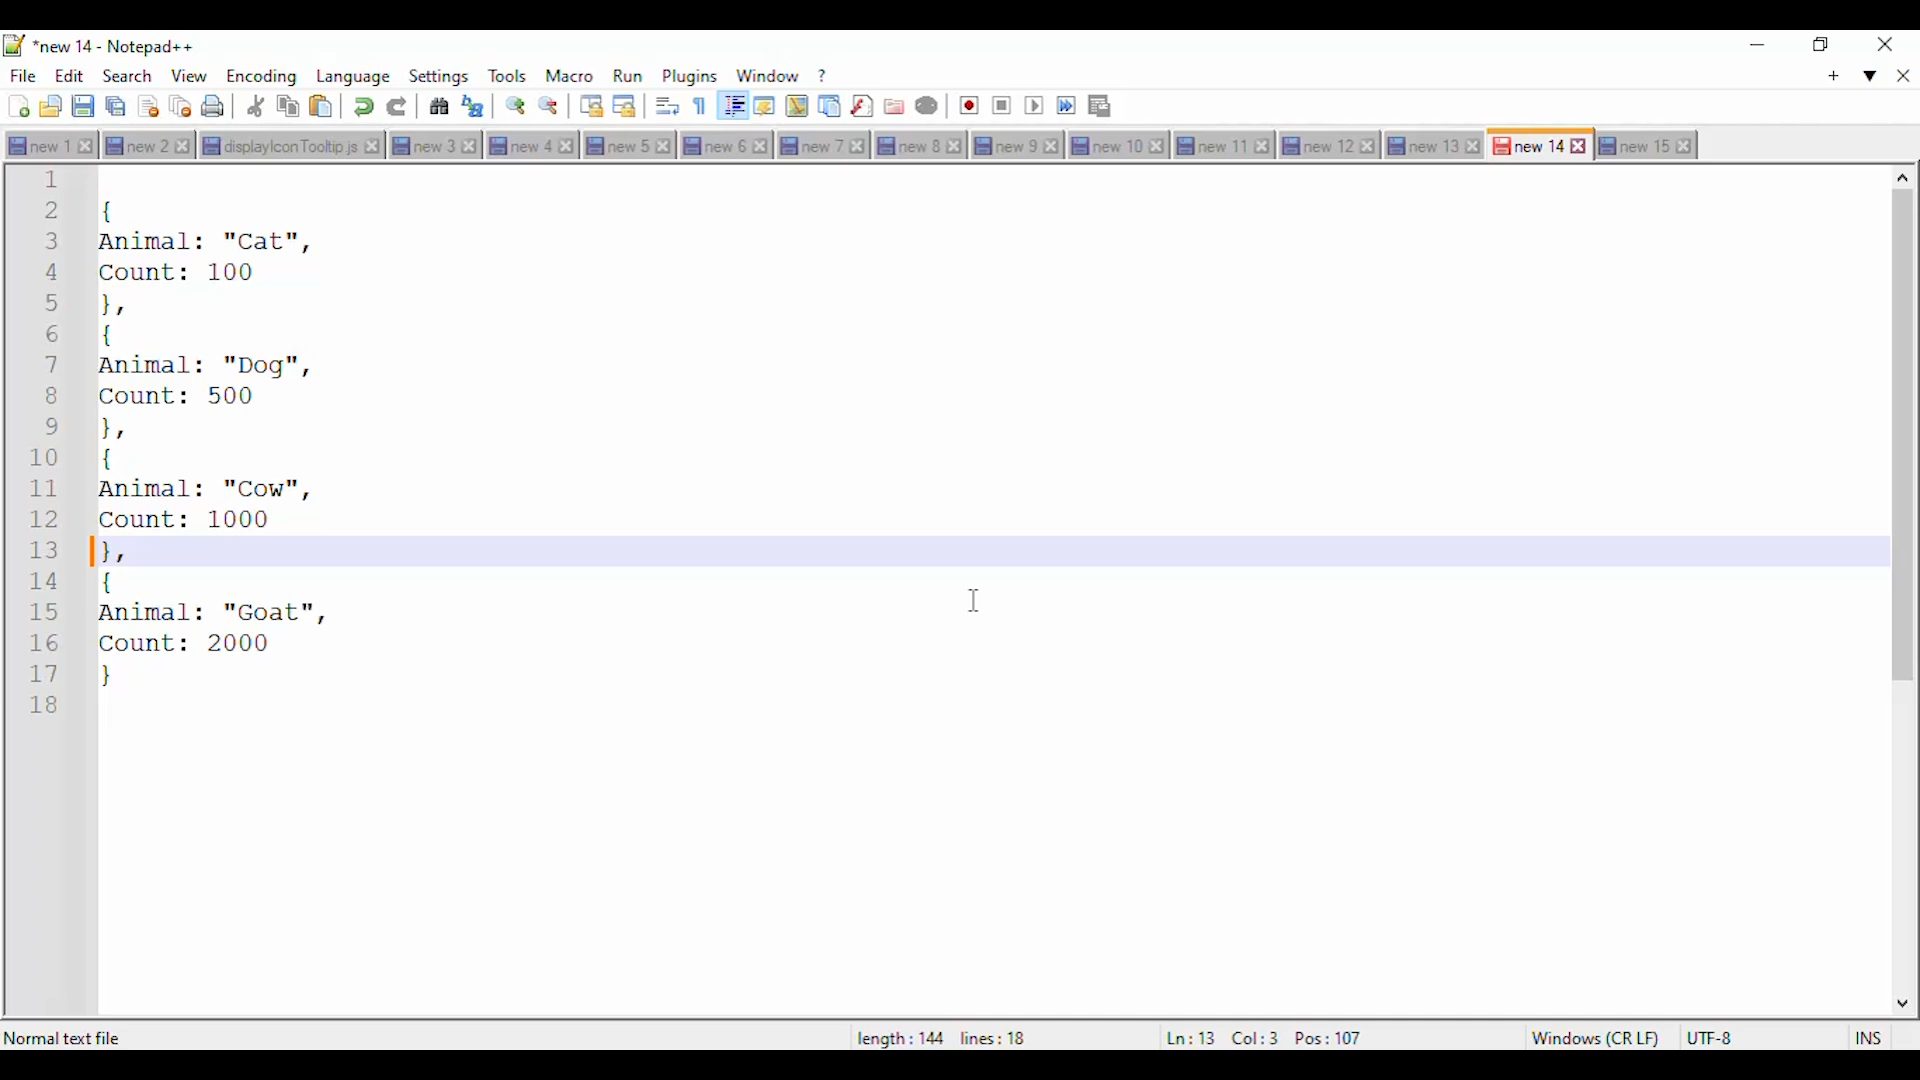 *new 14 - Notepad++
File Edit Search View Encoding Language Settings Tools Macro Run Plugins Window ?
new 1 new 2 displayIconTooltip.js new 3 new 4 new 5 new 6 new 7 new 8 new 9 new 10 new 11 new 12 new 13 new 14 new 15
1
2 {
3 Animal: "Cat",
4 Count: 100
5 },
6 {
7 Animal: "Dog",
8 Count: 500
9 },
10 {
11 Animal: "Cow",
12 Count: 1000
13 },
14 {
15 Animal: "Goat",
16 Count: 2000
17 }
18
Normal text file length : 144 lines : 18 Ln : 13 Col : 3 Pos : 107 Windows (CR LF) UTF-8 INS